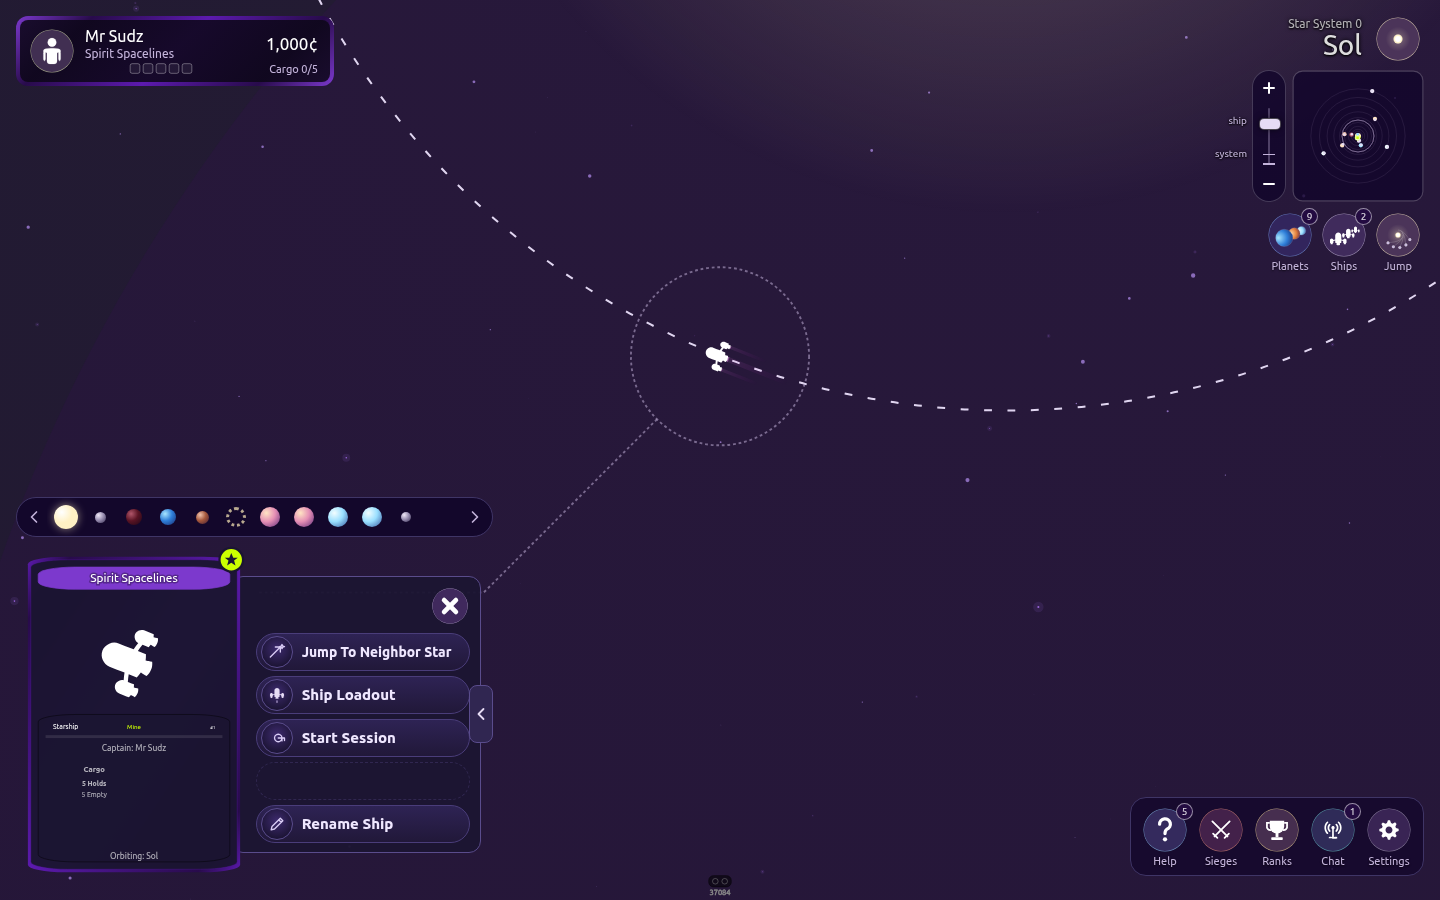 Mr Sudz
Spirit Spacelines
1,000¢
Cargo 0/5
Star System 0
Sol
ship
system
9
2
Planets
Ships
Jump
Spirit Spacelines
Starship
Mine
#1
Captain: Mr Sudz
Cargo
5 Holds
5 Empty
Orbiting: Sol
Jump To Neighbor Star
Ship Loadout
Start Session
Rename Ship
5
1
Help
Sieges
Ranks
Chat
Settings
37084